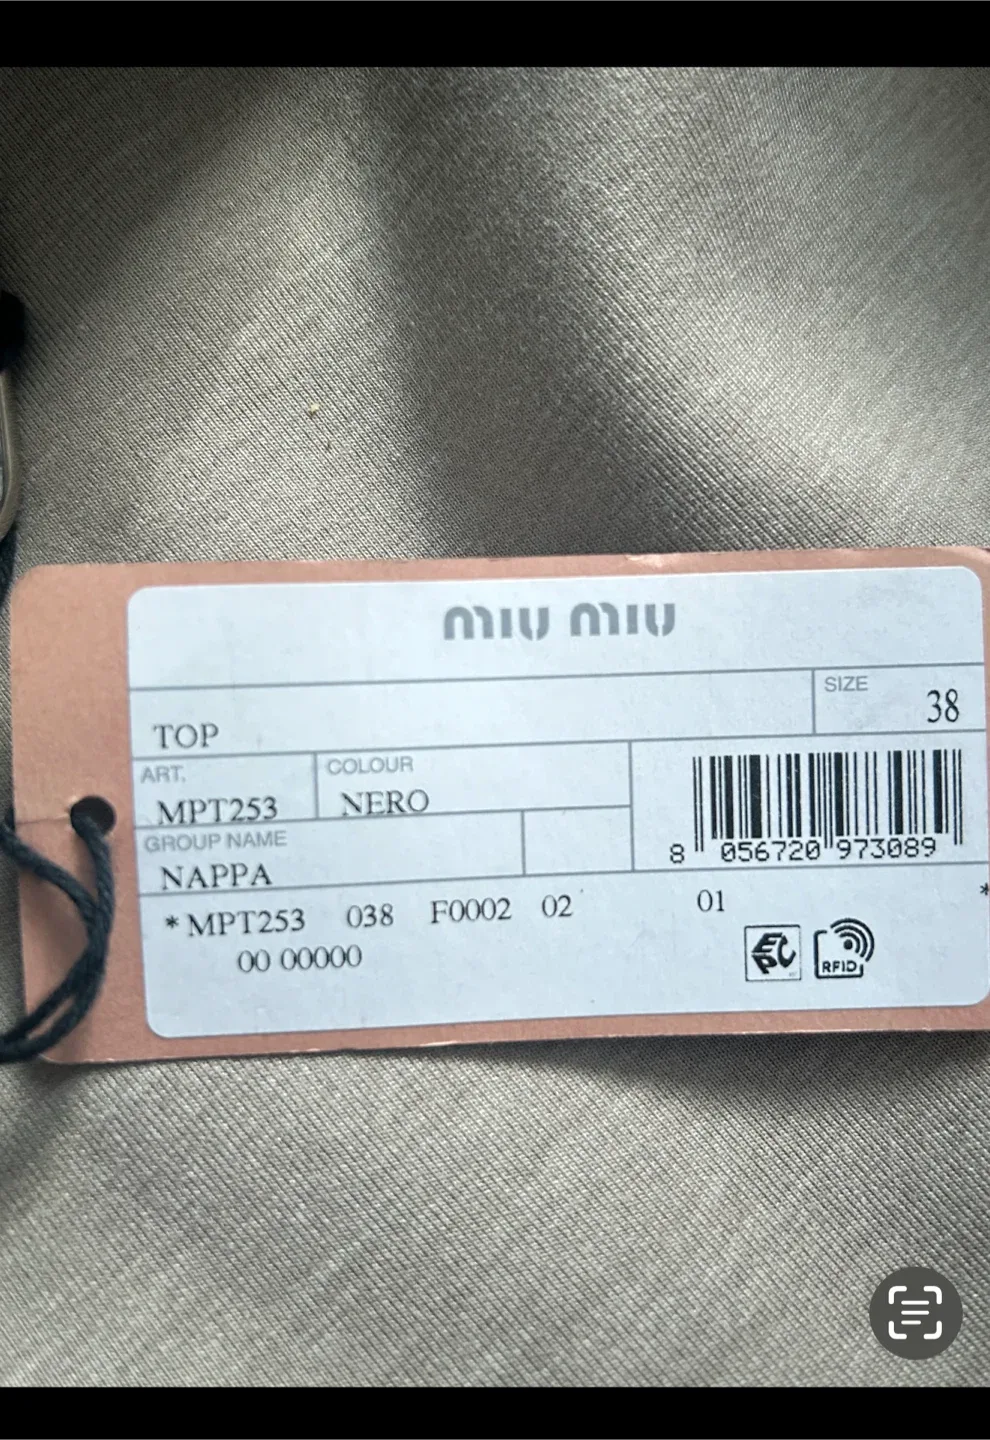 miu miu
TOP
SIZE
38
ART.
MPT253
COLOUR
NERO
GROUP NAME
NAPPA
8 056720 973089
* MPT253 038 F0002 02 01 *
00 00000
EPC
RFID